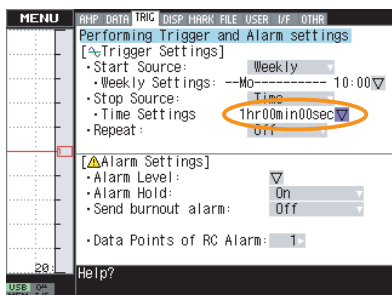 MENU AMP DATA TRIG DISP MARK FILE USER I/F OTHR
Performing Trigger and Alarm settings
[Trigger Settings]
・Start Source: Weekly
・Weekly Settings: --Mo---------- 10:00
・Stop Source: Time
・Time Settings 1hr00min00sec
・Repeat: Off
[Alarm Settings]
・Alarm Level:
・Alarm Hold: On
・Send burnout alarm: Off
・Data Points of RC Alarm: 1
20:
Help?
USB